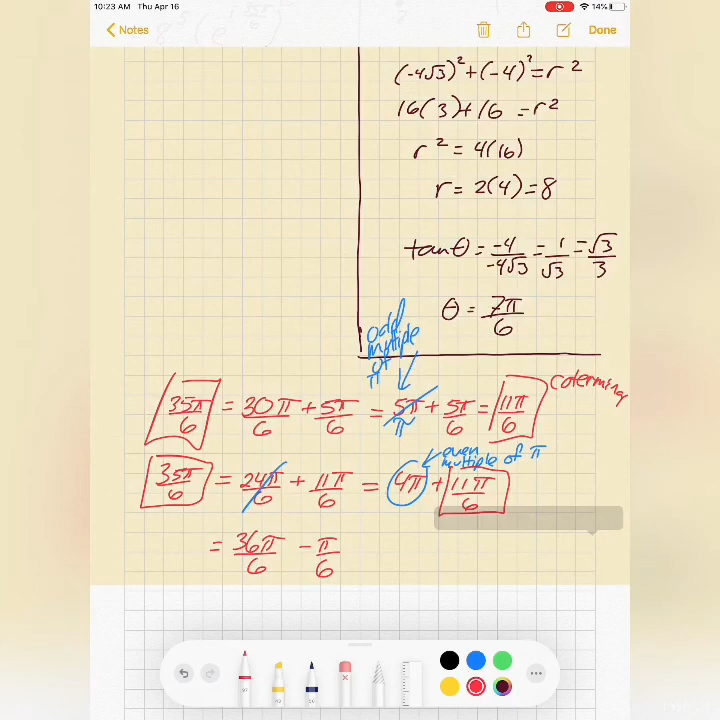 10:23 AM Thu Apr 16
14%
Notes
Done
(-4√3)² + (-4)² = r²
16(3) + 16 = r²
r² = 4(16)
r = 2(4) = 8
tanθ = -4/-4√3 = 1/√3 = √3/3
θ = 7π/6
odd
multiple
of
π
coterminal
35π/6 = 30π/6 + 5π/6 = 5π + 5π/6 = 11π/6
π
even
multiple of π
35π/6 = 24π/6 + 11π/6 = 4π + 11π/6
= 36π/6 - π/6